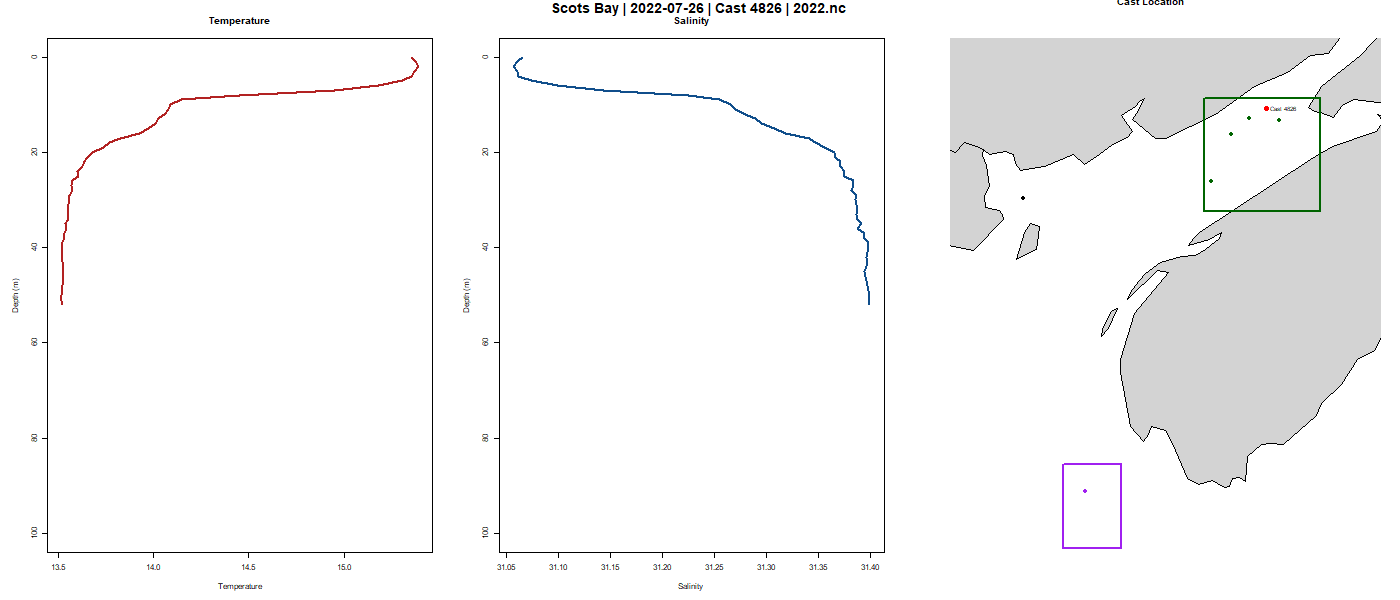 Scots Bay | 2022-07-26 | Cast 4826 | 2022.nc
Temperature
Salinity
Cast Location
0
20
40
60
80
100
Depth (m)
13.5 14.0 14.5 15.0
Temperature
0
20
40
60
80
100
Depth (m)
31.05 31.10 31.15 31.20 31.25 31.30 31.35 31.40
Salinity
Cast 4826